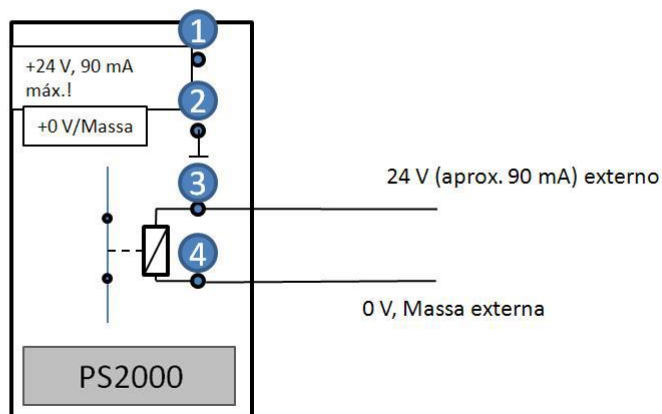 1
+24 V, 90 mA
máx.!
2
+0 V/Massa
3
24 V (aprox. 90 mA) externo
4
0 V, Massa externa
PS2000